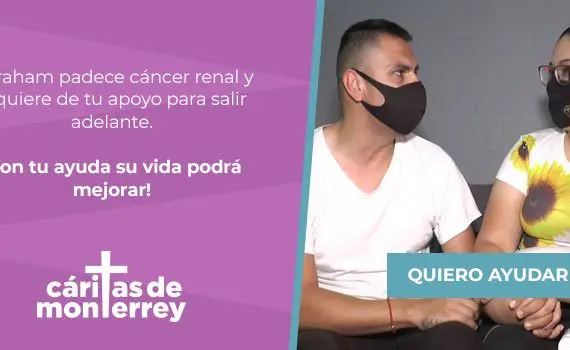 raham padece cáncer renal y
quiere de tu apoyo para salir
adelante.
on tu ayuda su vida podrá
mejorar!
cáritas de
monterrey
QUIERO AYUDAR